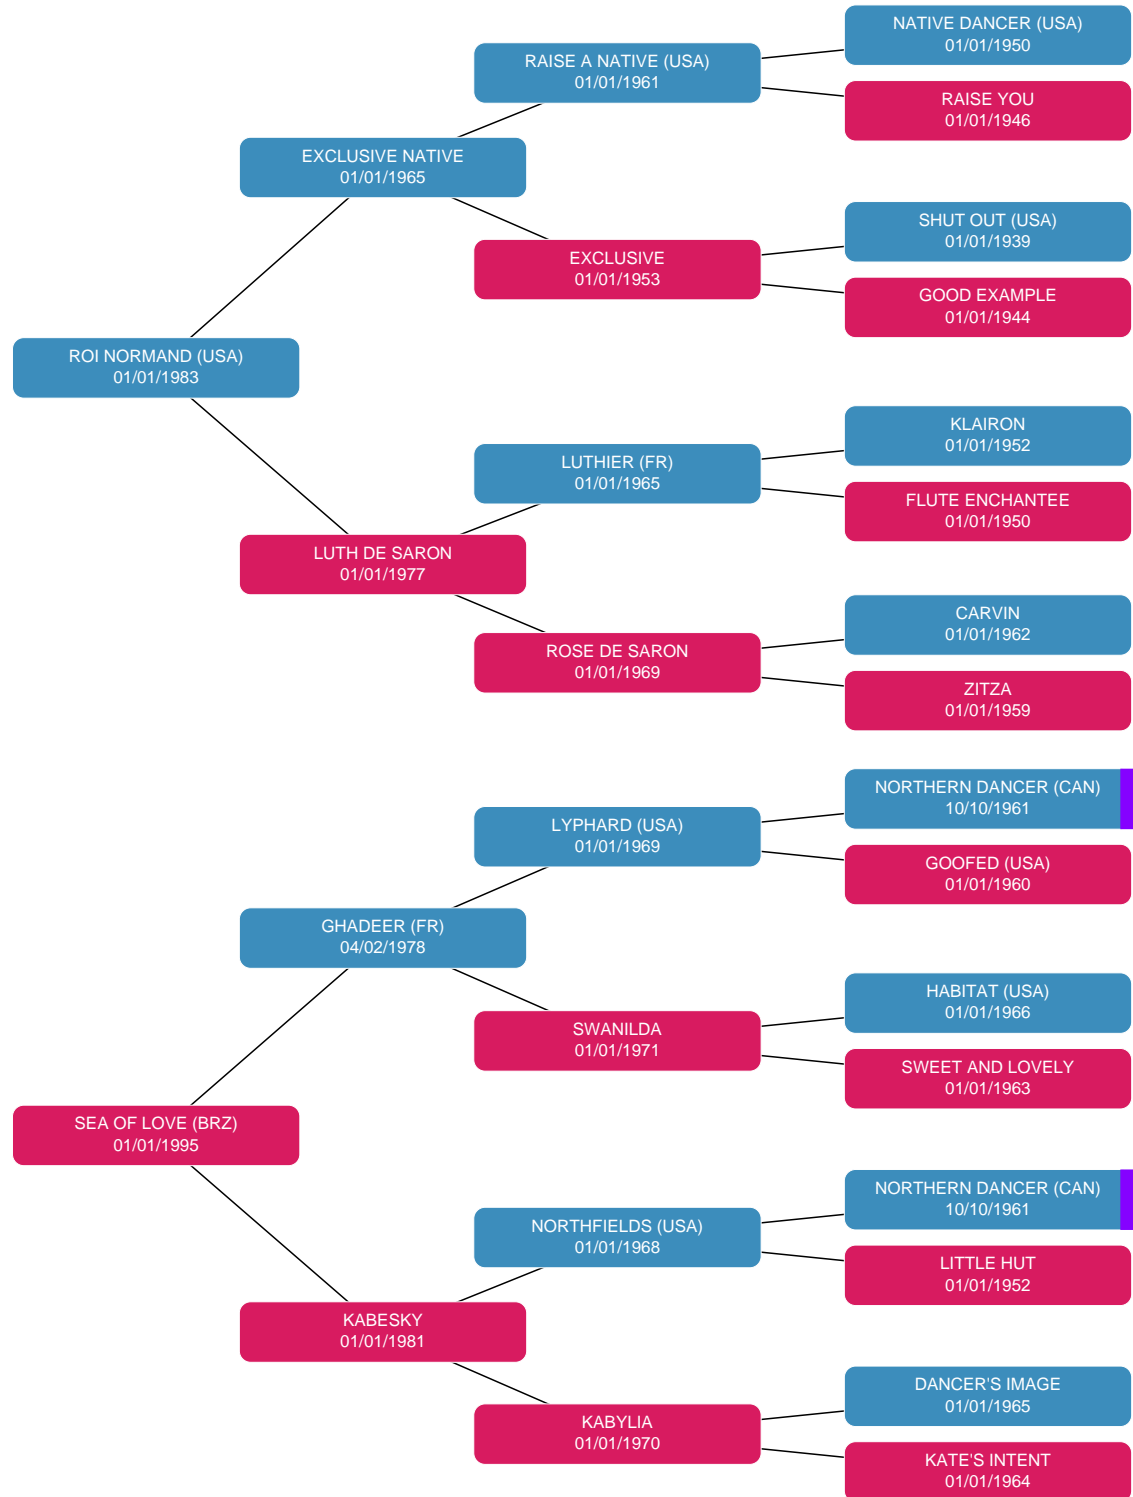 NATIVE DANCER (USA)
01/01/1950
RAISE A NATIVE (USA)
01/01/1961
RAISE YOU
01/01/1946
EXCLUSIVE NATIVE
01/01/1965
SHUT OUT (USA)
01/01/1939
EXCLUSIVE
01/01/1953
GOOD EXAMPLE
01/01/1944
ROI NORMAND (USA)
01/01/1983
KLAIRON
01/01/1952
LUTHIER (FR)
01/01/1965
FLUTE ENCHANTEE
01/01/1950
LUTH DE SARON
01/01/1977
CARVIN
01/01/1962
ROSE DE SARON
01/01/1969
ZITZA
01/01/1959
NORTHERN DANCER (CAN)
10/10/1961
LYPHARD (USA)
01/01/1969
GOOFED (USA)
01/01/1960
GHADEER (FR)
04/02/1978
HABITAT (USA)
01/01/1966
SWANILDA
01/01/1971
SWEET AND LOVELY
01/01/1963
SEA OF LOVE (BRZ)
01/01/1995
NORTHERN DANCER (CAN)
10/10/1961
NORTHFIELDS (USA)
01/01/1968
LITTLE HUT
01/01/1952
KABESKY
01/01/1981
DANCER'S IMAGE
01/01/1965
KABYLIA
01/01/1970
KATE'S INTENT
01/01/1964